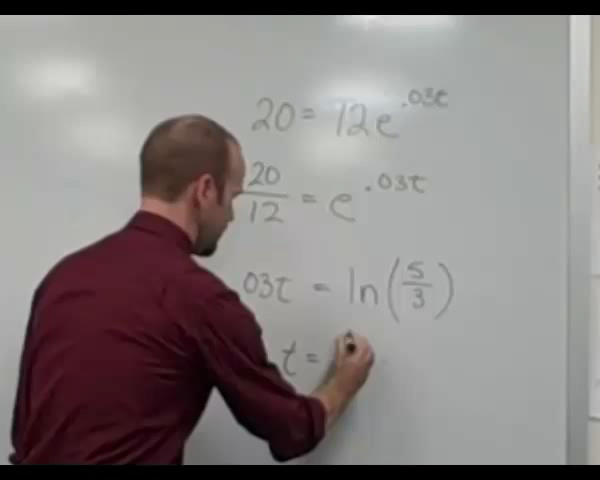 20 = 12e^.03t
20/12 = e^.03t
03t = ln(5/3)
t =